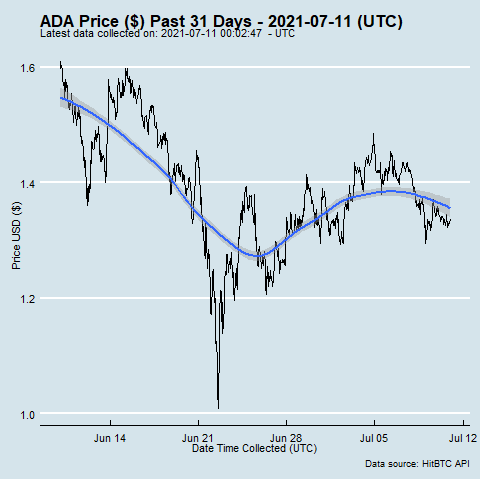 ADA Price ($) Past 31 Days - 2021-07-11 (UTC)
Latest data collected on: 2021-07-11 00:02:47 - UTC
1.6
1.4
1.2
1.0
Price USD ($)
Jun 14 Jun 21 Jun 28 Jul 05 Jul 12
Date Time Collected (UTC)
Data source: HitBTC API